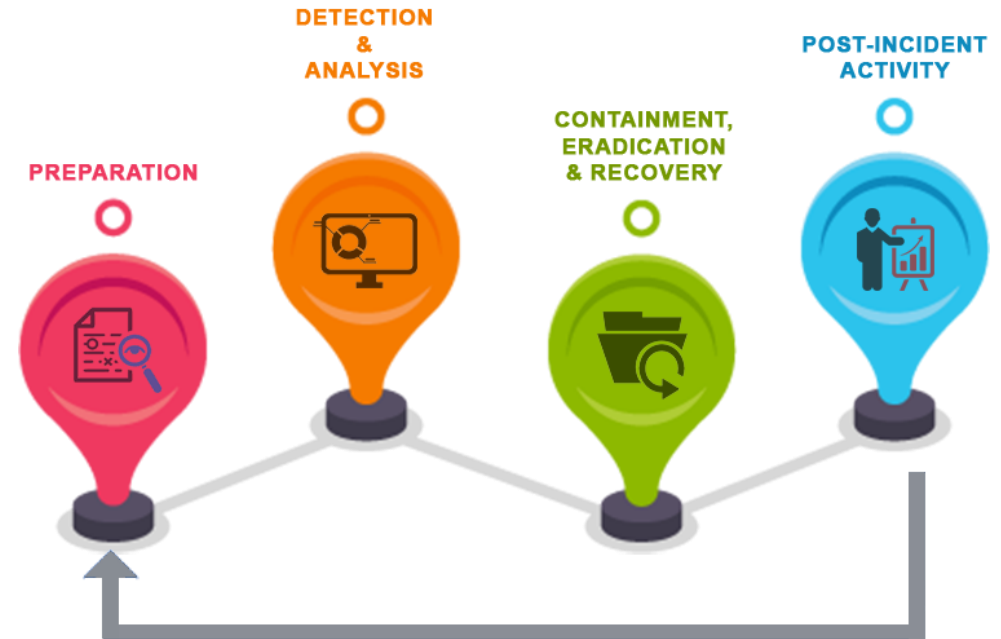 PREPARATION
DETECTION
&
ANALYSIS
CONTAINMENT,
ERADICATION
& RECOVERY
POST-INCIDENT
ACTIVITY